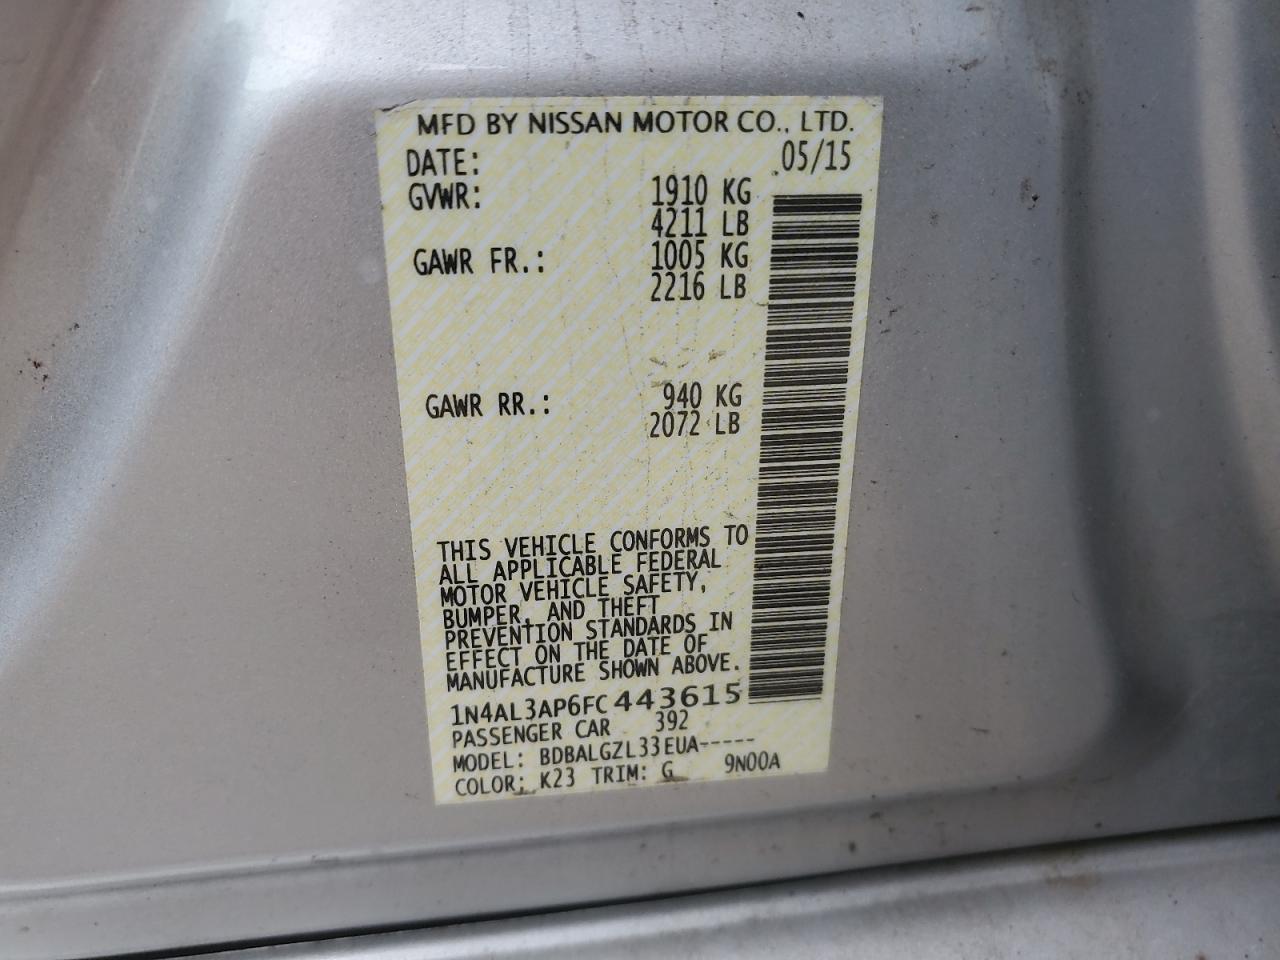 MFD BY NISSAN MOTOR CO., LTD.
DATE: 05/15
GVWR: 1910 KG
4211 LB
GAWR FR.: 1005 KG
2216 LB
GAWR RR.: 940 KG
2072 LB
THIS VEHICLE CONFORMS TO
ALL APPLICABLE FEDERAL
MOTOR VEHICLE SAFETY,
BUMPER, AND THEFT
PREVENTION STANDARDS IN
EFFECT ON THE DATE OF
MANUFACTURE SHOWN ABOVE.
1N4AL3AP6FC443615
PASSENGER CAR 392
MODEL: BDBALGZL33EUA-----
COLOR: K23 TRIM: G 9N00A